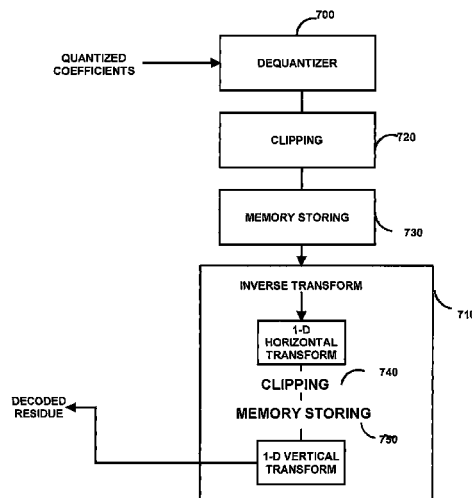 700
QUANTIZED
COEFFICIENTS
DEQUANTIZER
CLIPPING
720
MEMORY STORING
730
INVERSE TRANSFORM
710
1-D
HORIZONTAL
TRANSFORM
CLIPPING
740
DECODED
RESIDUE
MEMORY STORING
750
1-D VERTICAL
TRANSFORM